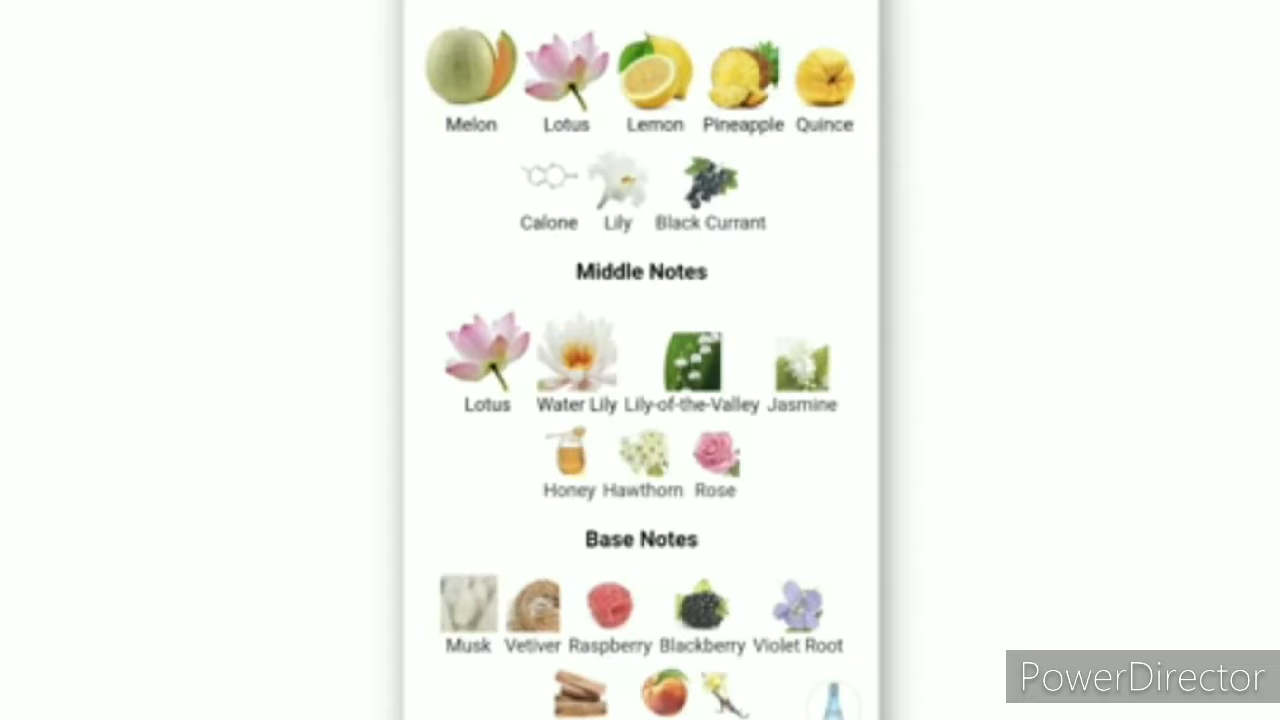 Melon Lotus Lemon Pineapple Quince
Calone Lily Black Currant
Middle Notes
Lotus Water Lily Lily-of-the-Valley Jasmine
Honey Hawthorn Rose
Base Notes
Musk Vetiver Raspberry Blackberry Violet Root
PowerDirector